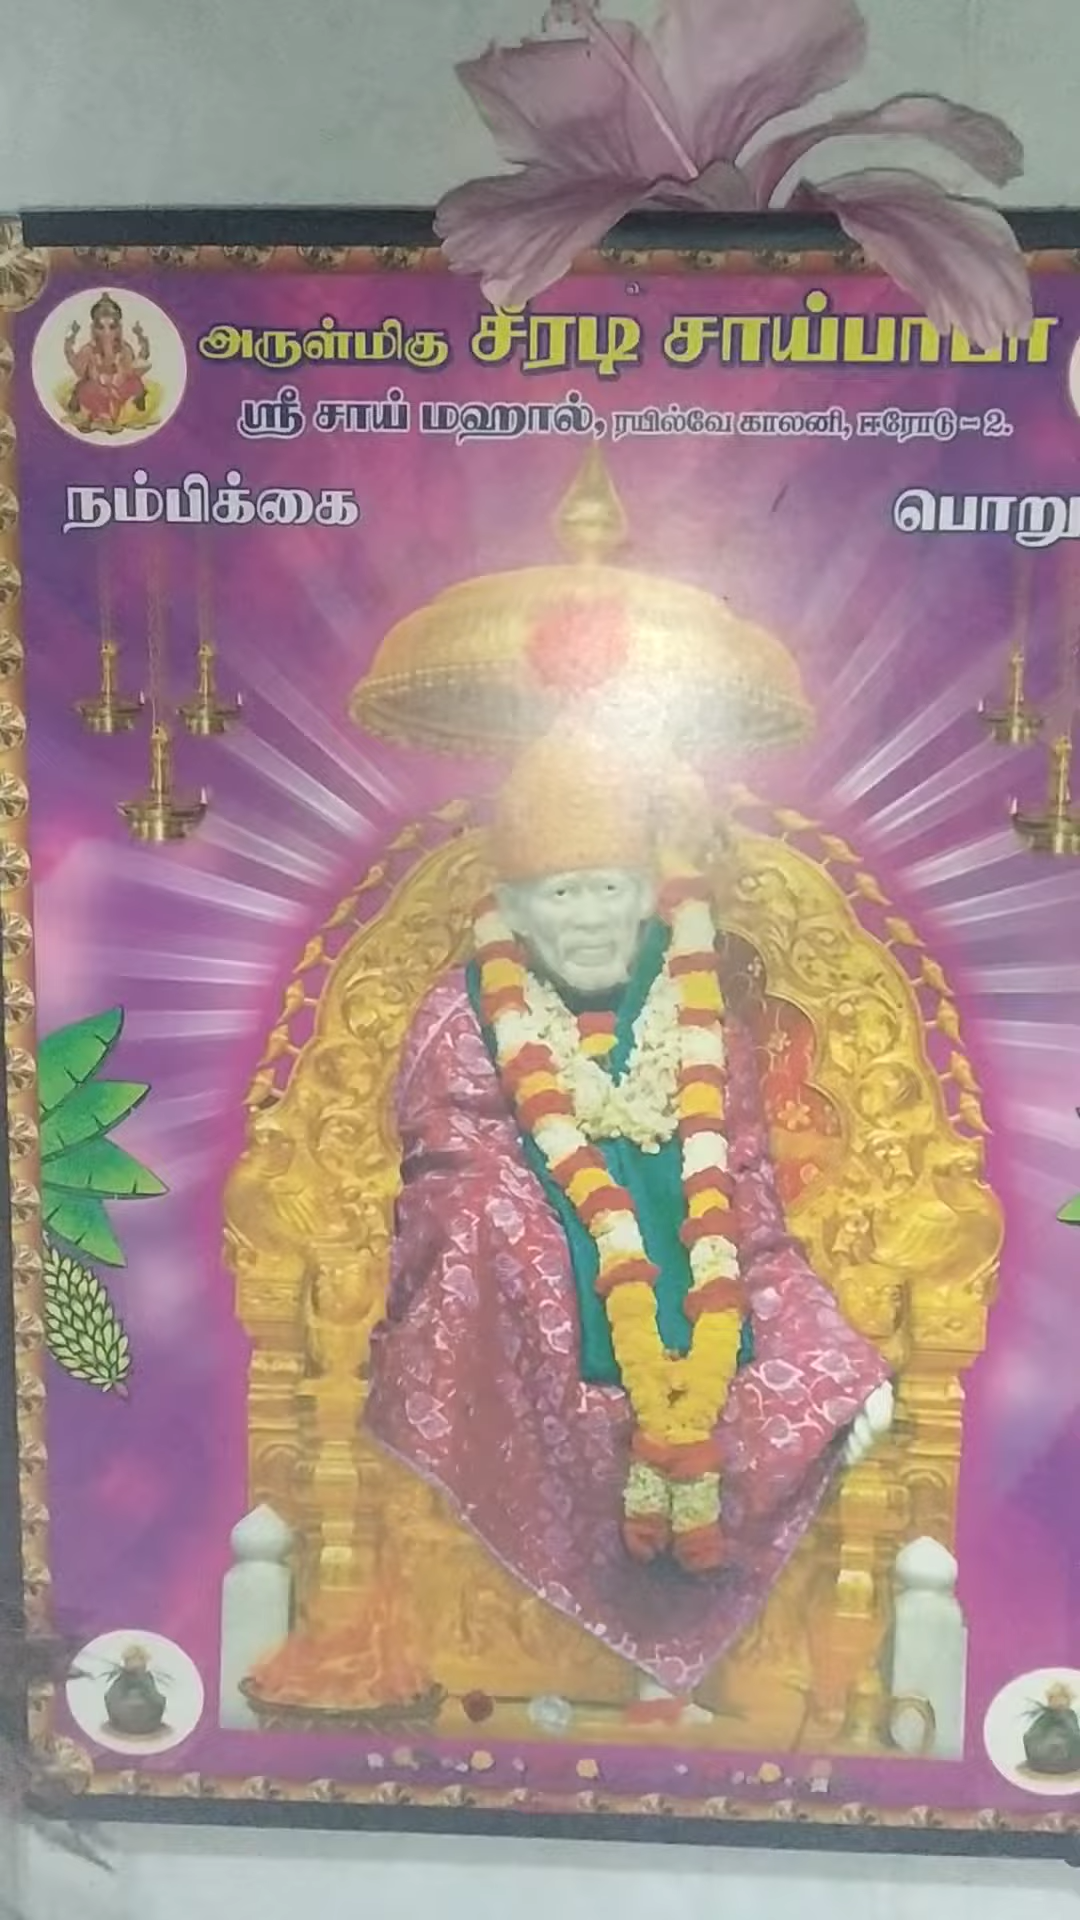 அருள்மிகு சீரடி சாய்பாபா
ஸ்ரீ சாய் மஹால், ரயில்வே காலனி, ஈரோடு - 2.
நம்பிக்கை